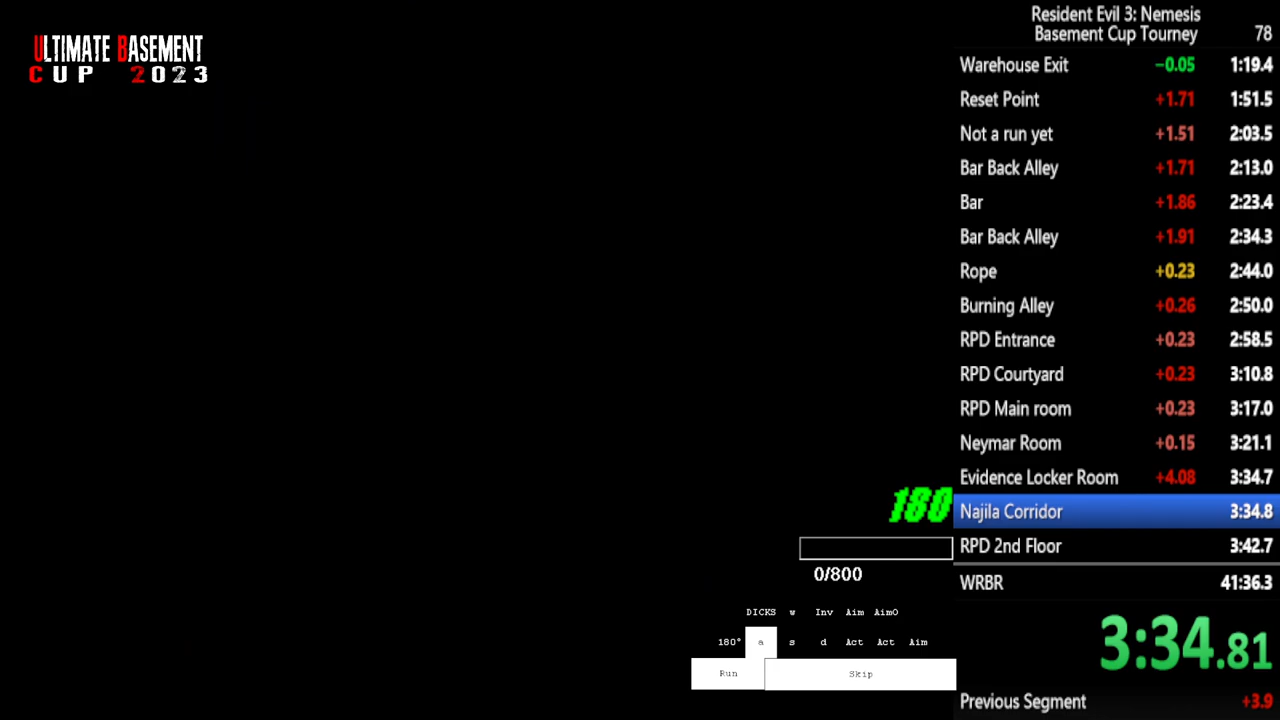 ULTIMATE BASEMENT
CUP 2023
Resident Evil 3: Nemesis
Basement Cup Tourney 78
Warehouse Exit −0.05 1:19.4
Reset Point +1.71 1:51.5
Not a run yet +1.51 2:03.5
Bar Back Alley +1.71 2:13.0
Bar +1.86 2:23.4
Bar Back Alley +1.91 2:34.3
Rope +0.23 2:44.0
Burning Alley +0.26 2:50.0
RPD Entrance +0.23 2:58.5
RPD Courtyard +0.23 3:10.8
RPD Main room +0.23 3:17.0
Neymar Room +0.15 3:21.1
Evidence Locker Room +4.08 3:34.7
180
Najila Corridor 3:34.8
RPD 2nd Floor 3:42.7
0/800
WRBR 41:36.3
DICKS w Inv Aim AimO
180° a s d Act Act Aim
Run Skip
3:34.81
Previous Segment +3.9